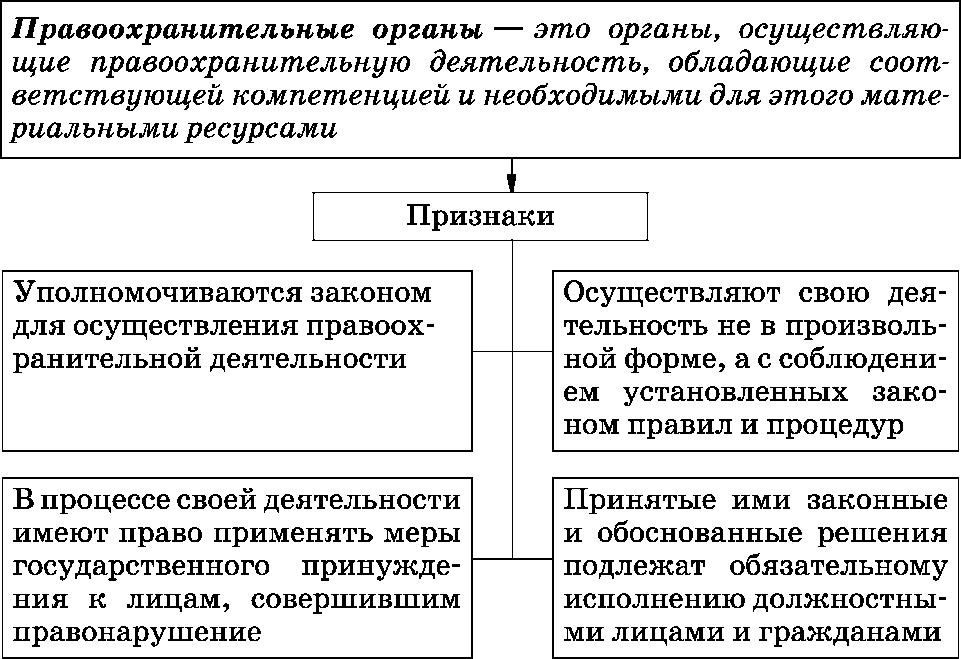 Правоохранительные органы — это органы, осуществляю-
щие правоохранительную деятельность, обладающие соот-
ветствующей компетенцией и необходимыми для этого мате-
риальными ресурсами
Признаки
Уполномочиваются законом
для осуществления правоох-
ранительной деятельности
Осуществляют свою дея-
тельность не в произволь-
ной форме, а с соблюдени-
ем установленных зако-
ном правил и процедур
В процессе своей деятельности
имеют право применять меры
государственного принужде-
ния к лицам, совершившим
правонарушение
Принятые ими законные
и обоснованные решения
подлежат обязательному
исполнению должностны-
ми лицами и гражданами